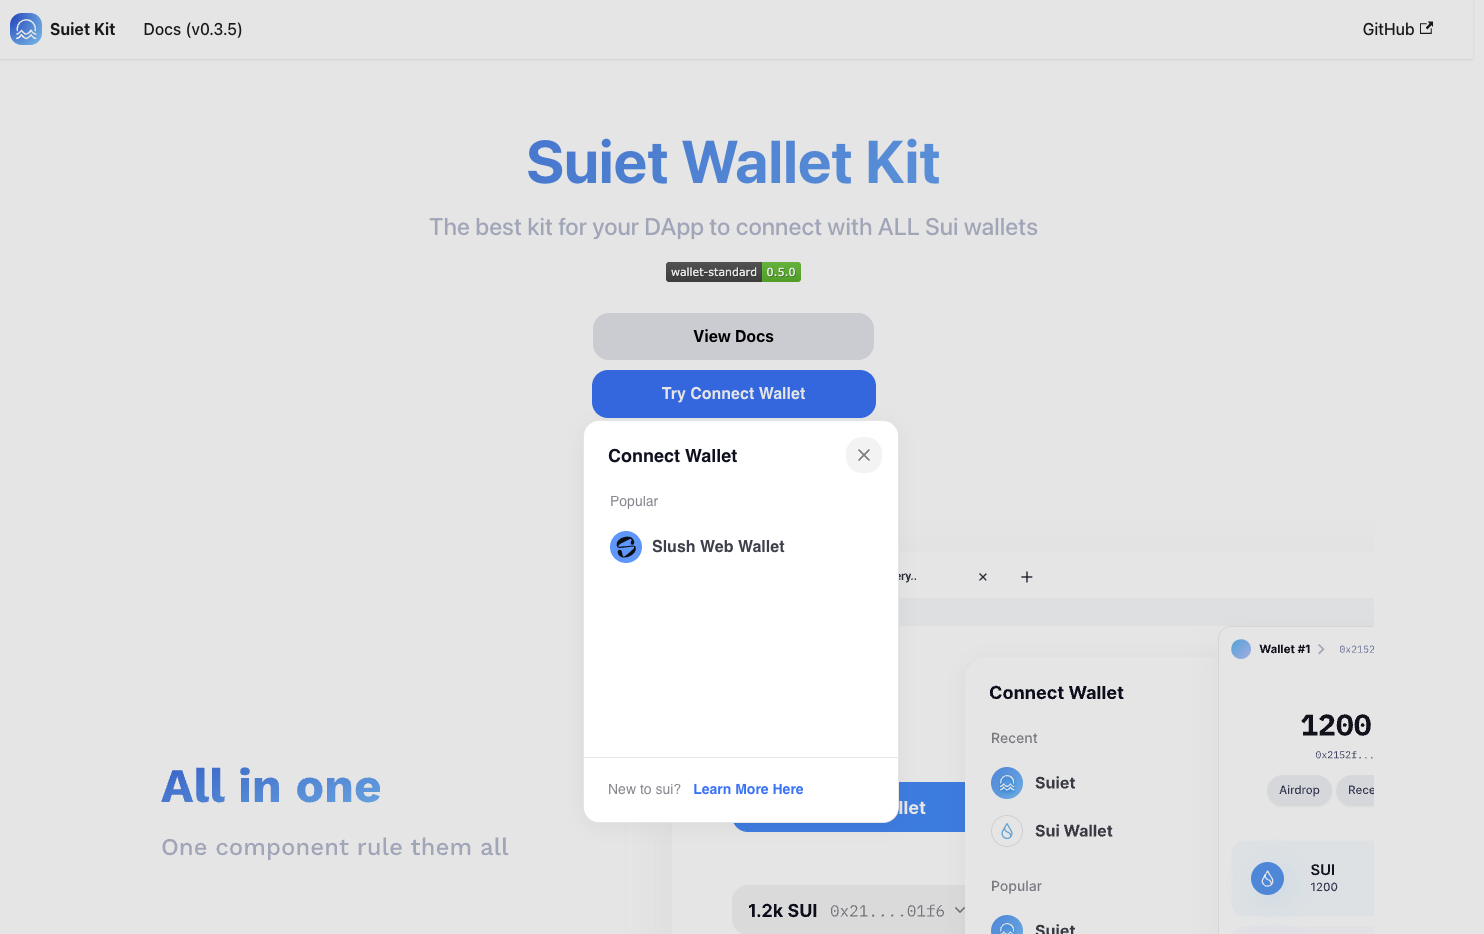 Suiet Kit
Docs (v0.3.5)
GitHub
Suiet Wallet Kit
The best kit for your DApp to connect with ALL Sui wallets
wallet-standard 0.5.0
View Docs
Try Connect Wallet
Connect Wallet
Popular
Slush Web Wallet
New to sui? Learn More Here
All in one
One component rule them all
1.2k SUI 0x21....01f6
Connect Wallet
Recent
Suiet
Sui Wallet
Popular
Suiet
Wallet #1
0x2152
1200
0x2152f...
Airdrop
SUI
1200